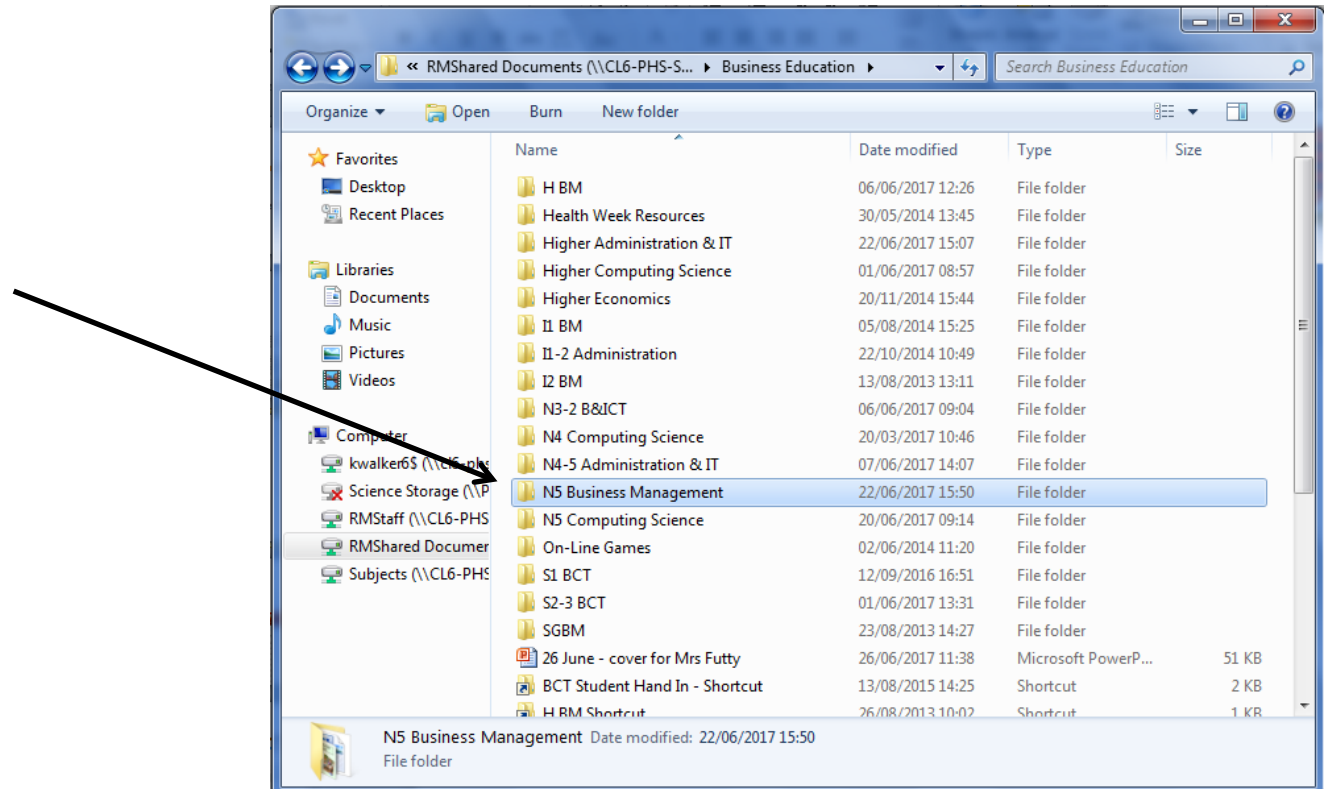 « RMShared Documents (\\CL6-PHS-S... ▸ Business Education ▸ Search Business Education
Organize Open Burn New folder
Favorites
Desktop
Recent Places
Libraries
Documents
Music
Pictures
Videos
Computer
kwalker6$ (\\cl6-phs
Science Storage (\\P
RMStaff (\\CL6-PHS
RMShared Documer
Subjects (\\CL6-PHS
Name Date modified Type Size
H BM 06/06/2017 12:26 File folder
Health Week Resources 30/05/2014 13:45 File folder
Higher Administration & IT 22/06/2017 15:07 File folder
Higher Computing Science 01/06/2017 08:57 File folder
Higher Economics 20/11/2014 15:44 File folder
I1 BM 05/08/2014 15:25 File folder
I1-2 Administration 22/10/2014 10:49 File folder
I2 BM 13/08/2013 13:11 File folder
N3-2 B&ICT 06/06/2017 09:04 File folder
N4 Computing Science 20/03/2017 10:46 File folder
N4-5 Administration & IT 07/06/2017 14:07 File folder
N5 Business Management 22/06/2017 15:50 File folder
N5 Computing Science 20/06/2017 09:14 File folder
On-Line Games 02/06/2014 11:20 File folder
S1 BCT 12/09/2016 16:51 File folder
S2-3 BCT 01/06/2017 13:31 File folder
SGBM 23/08/2013 14:27 File folder
26 June - cover for Mrs Futty 26/06/2017 11:38 Microsoft PowerP... 51 KB
BCT Student Hand In - Shortcut 13/08/2015 14:25 Shortcut 2 KB
H BM Shortcut 26/08/2013 10:02 Shortcut 1 KB
N5 Business Management Date modified: 22/06/2017 15:50
File folder